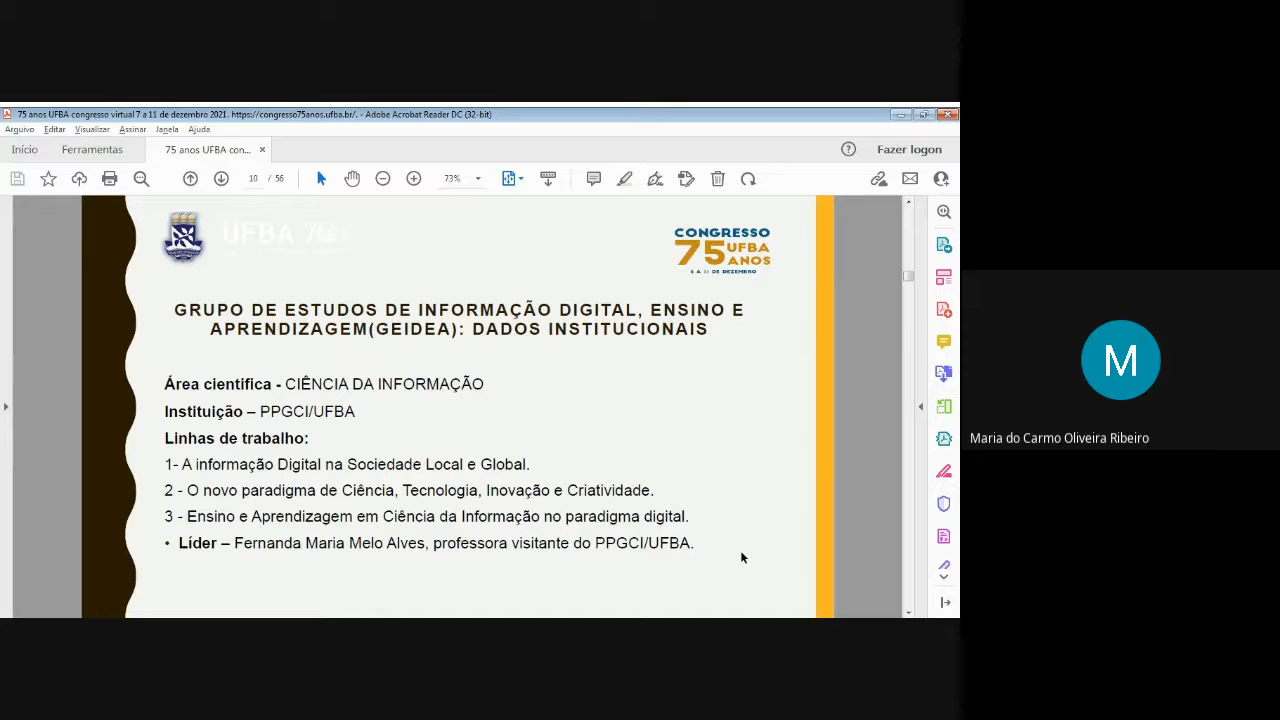 75 anos UFBA congresso virtual 7 a 11 de dezembro 2021. https://congresso75anos.ufba.br/. - Adobe Acrobat Reader DC (32-bit)
Arquivo Editar Visualizar Assinar Janela Ajuda
Início Ferramentas 75 anos UFBA con... × Fazer logon
10 / 56 73%
UFBA
CONGRESSO
75 UFBA
ANOS
GRUPO DE ESTUDOS DE INFORMAÇÃO DIGITAL, ENSINO E
APRENDIZAGEM(GEIDEA): DADOS INSTITUCIONAIS
Área cientifica - CIÊNCIA DA INFORMAÇÃO
Instituição – PPGCI/UFBA
Linhas de trabalho:
1- A informação Digital na Sociedade Local e Global.
2 - O novo paradigma de Ciência, Tecnologia, Inovação e Criatividade.
3 - Ensino e Aprendizagem em Ciência da Informação no paradigma digital.
• Líder – Fernanda Maria Melo Alves, professora visitante do PPGCI/UFBA.
M
Maria do Carmo Oliveira Ribeiro